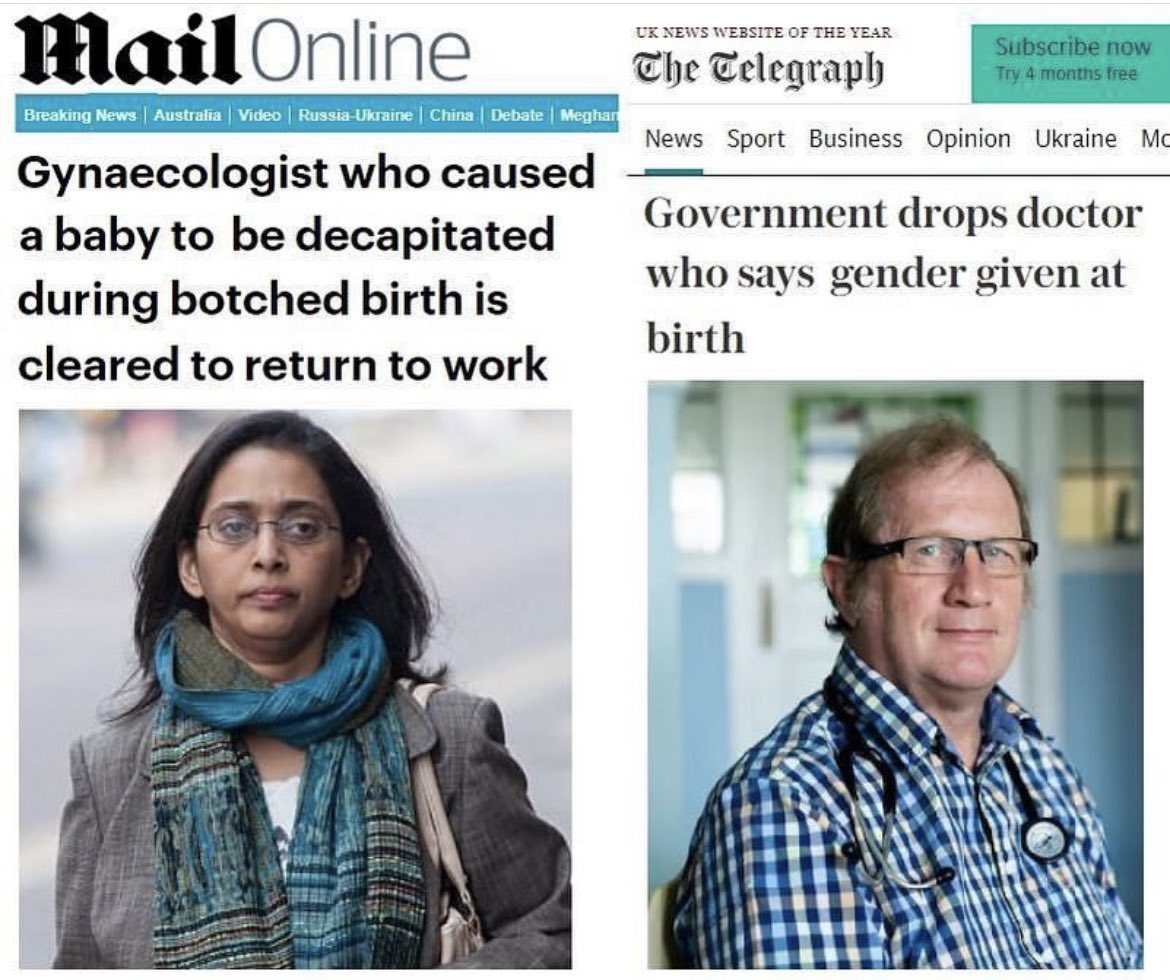 Mail Online
Breaking News | Australia | Video | Russia-Ukraine | China | Debate | Meghan
Gynaecologist who caused
a baby to be decapitated
during botched birth is
cleared to return to work
UK NEWS WEBSITE OF THE YEAR
The Telegraph
Subscribe now
Try 4 months free
News Sport Business Opinion Ukraine Mo
Government drops doctor
who says gender given at
birth